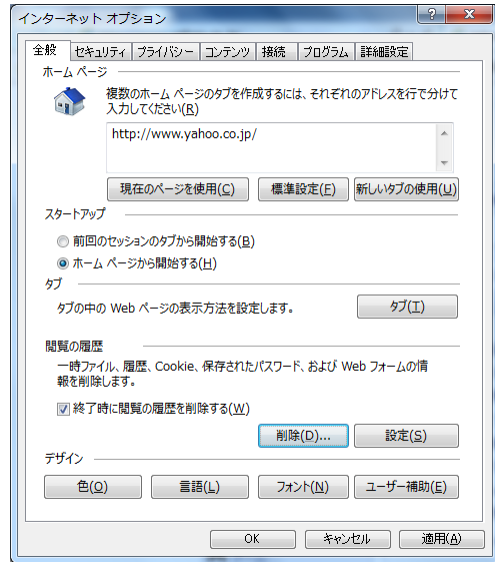 インターネット オプション
全般 セキュリティ プライバシー コンテンツ 接続 プログラム 詳細設定
ホーム ページ
複数のホーム ページのタブを作成するには、それぞれのアドレスを行で分けて
入力してください(R)
http://www.yahoo.co.jp/
現在のページを使用(C) 標準設定(F) 新しいタブの使用(U)
スタートアップ
前回のセッションのタブから開始する(B)
ホーム ページから開始する(H)
タブ
タブの中の Web ページの表示方法を設定します。 タブ(T)
閲覧の履歴
一時ファイル、履歴、Cookie、保存されたパスワード、および Web フォームの情
報を削除します。
終了時に閲覧の履歴を削除する(W)
削除(D)... 設定(S)
デザイン
色(O) 言語(L) フォント(N) ユーザー補助(E)
OK キャンセル 適用(A)